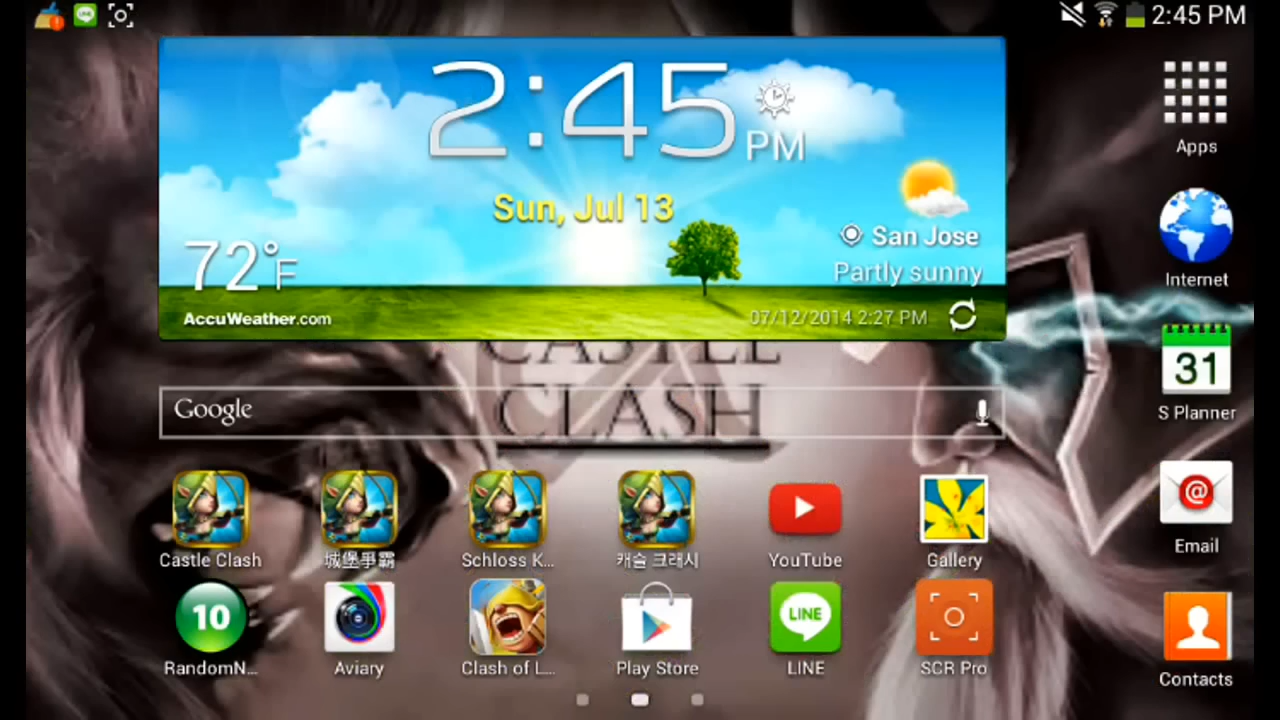 2:45 PM
2:45 PM
Sun, Jul 13
72°F
San Jose
Partly sunny
AccuWeather.com
07/12/2014 2:27 PM
CASTLE
CLASH
Google
Apps
Internet
31
S Planner
@
Email
Contacts
Castle Clash
城堡爭霸
Schloss K...
캐슬 크래시
YouTube
Gallery
10
LINE
RandomN...
Aviary
Clash of L...
Play Store
LINE
SCR Pro